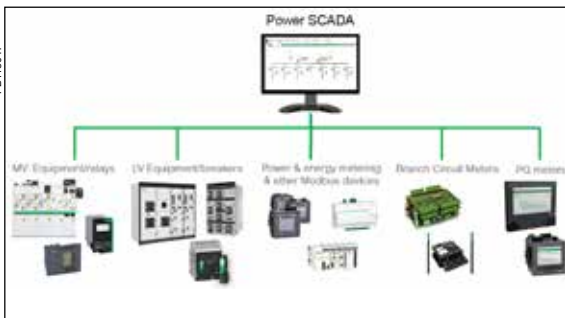 Power SCADA
MV Equipment/relays
LV Equipment/breakers
Power & energy metering
& other Modbus devices
Branch Circuit Meters
PQ meters